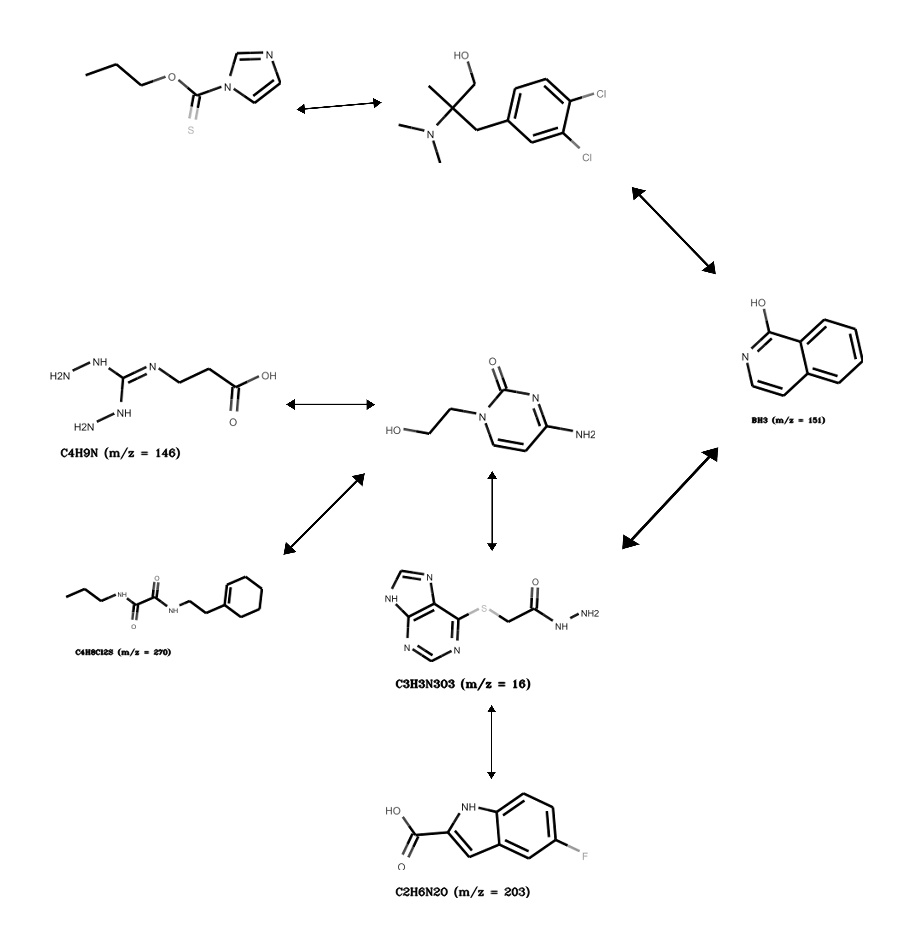 O
N
N
S
HO
N
Cl
Cl
HO
N
BH3 (m/z = 151)
H2N
NH
N
NH
H2N
OH
O
C4H9N (m/z = 146)
O
N
N
HO
NH2
NH
O
O
NH
C4H8Cl2S (m/z = 270)
N
NH
N
N
S
O
NH
NH2
C3H3N3O3 (m/z = 16)
HO
O
NH
F
C2H6N2O (m/z = 203)